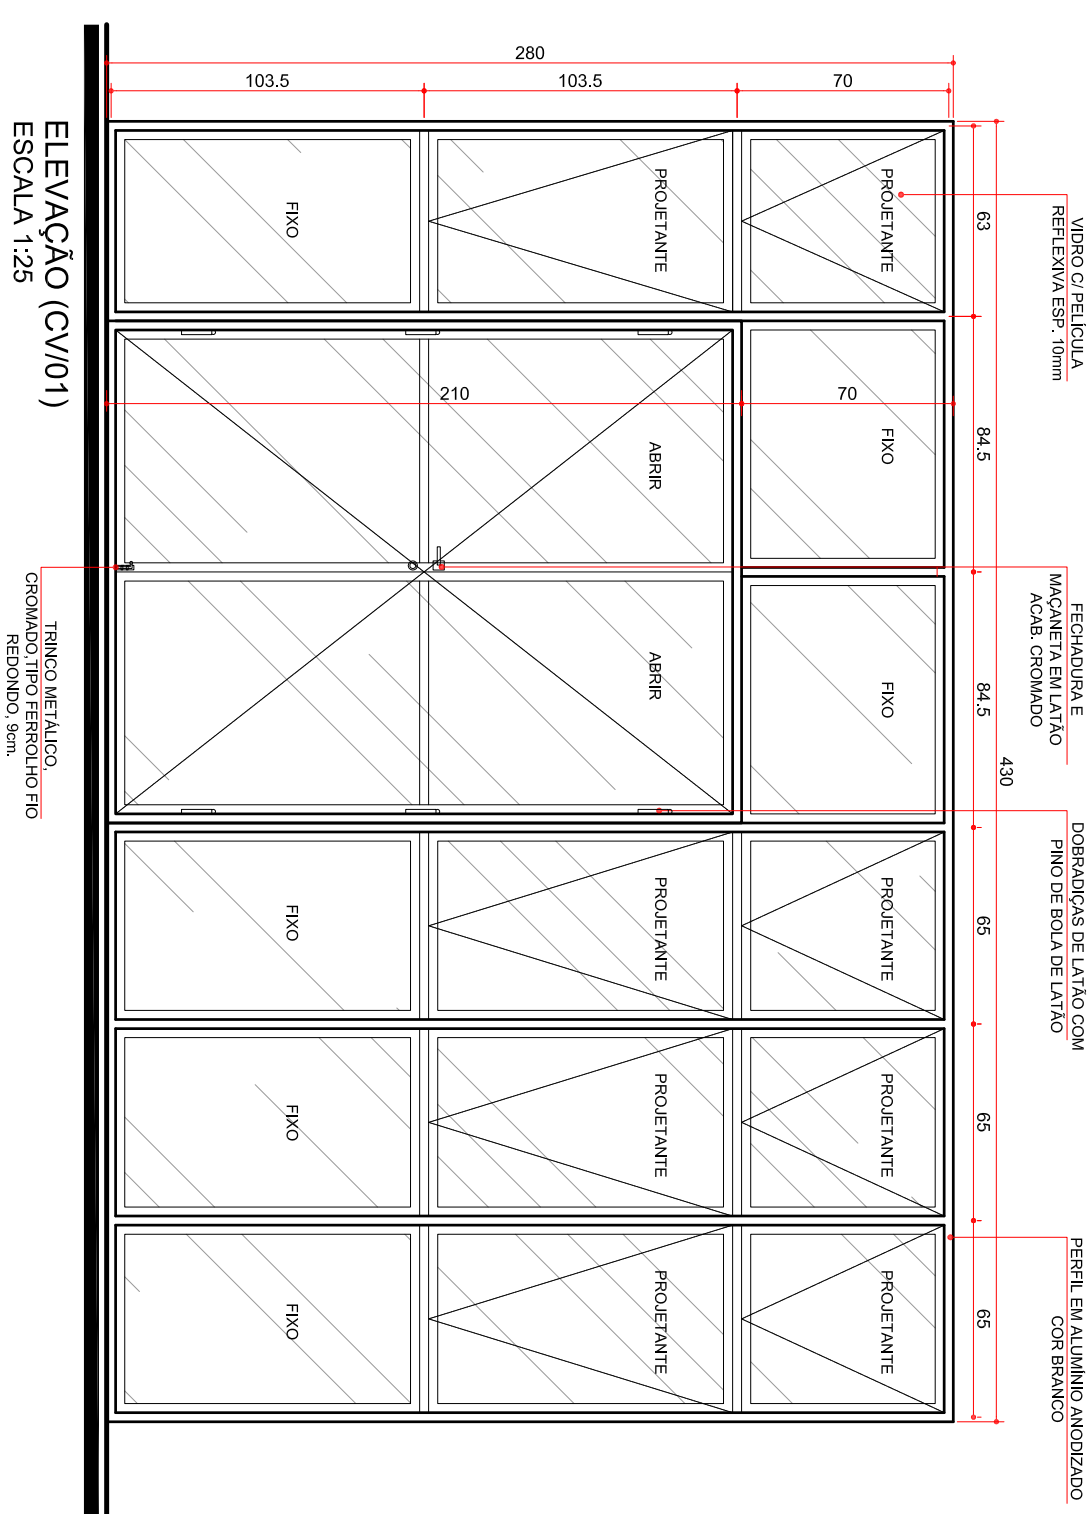 VIDRO C/ PELÍCULA
REFLEXIVA ESP. 10mm
FECHADURA E
MAÇANETA EM LATÃO
ACAB. CROMADO
DOBRADIÇAS DE LATÃO COM
PINO DE BOLA DE LATÃO
PERFIL EM ALUMÍNIO ANODIZADO
COR BRANCO
430
63
84.5
84.5
65
65
65
280
70
103.5
103.5
70
210
PROJETANTE
FIXO
FIXO
PROJETANTE
PROJETANTE
PROJETANTE
PROJETANTE
ABRIR
ABRIR
PROJETANTE
PROJETANTE
PROJETANTE
FIXO
FIXO
FIXO
FIXO
TRINCO METÁLICO,
CROMADO,TIPO FERROLHO FIO
REDONDO, 9cm.
ELEVAÇÃO (CV/01)
ESCALA 1:25